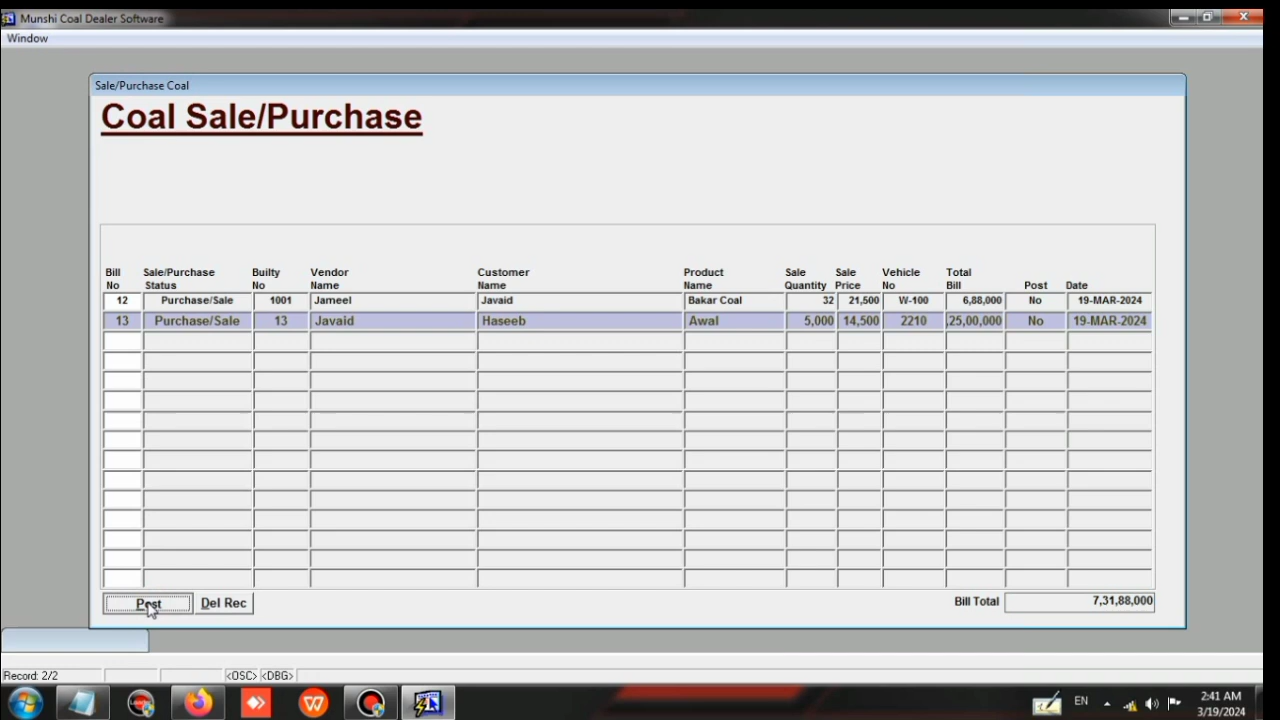 Munshi Coal Dealer Software
Window
Sale/Purchase Coal
Coal Sale/Purchase
Bill No Sale/Purchase Status Builty No Vendor Name Customer Name Product Name Sale Quantity Sale Price Vehicle No Total Bill Post Date
12 Purchase/Sale 1001 Jameel Javaid Bakar Coal 32 21,500 W-100 6,88,000 No 19-MAR-2024
13 Purchase/Sale 13 Javaid Haseeb Awal 5,000 14,500 2210 ,25,00,000 No 19-MAR-2024
Post Del Rec Bill Total 7,31,88,000
Record: 2/2 <OSC> <DBG>
EN 2:41 AM
3/19/2024